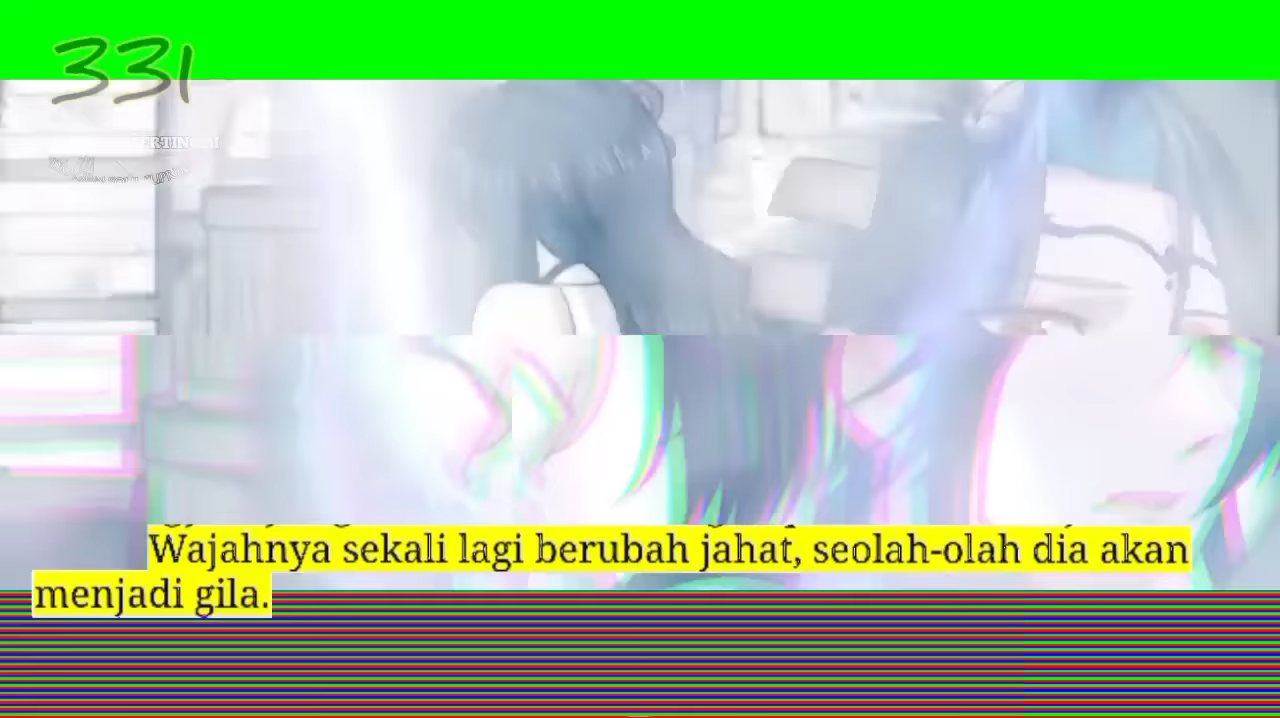 331
Wajahnya sekali lagi berubah jahat, seolah-olah dia akan
menjadi gila.